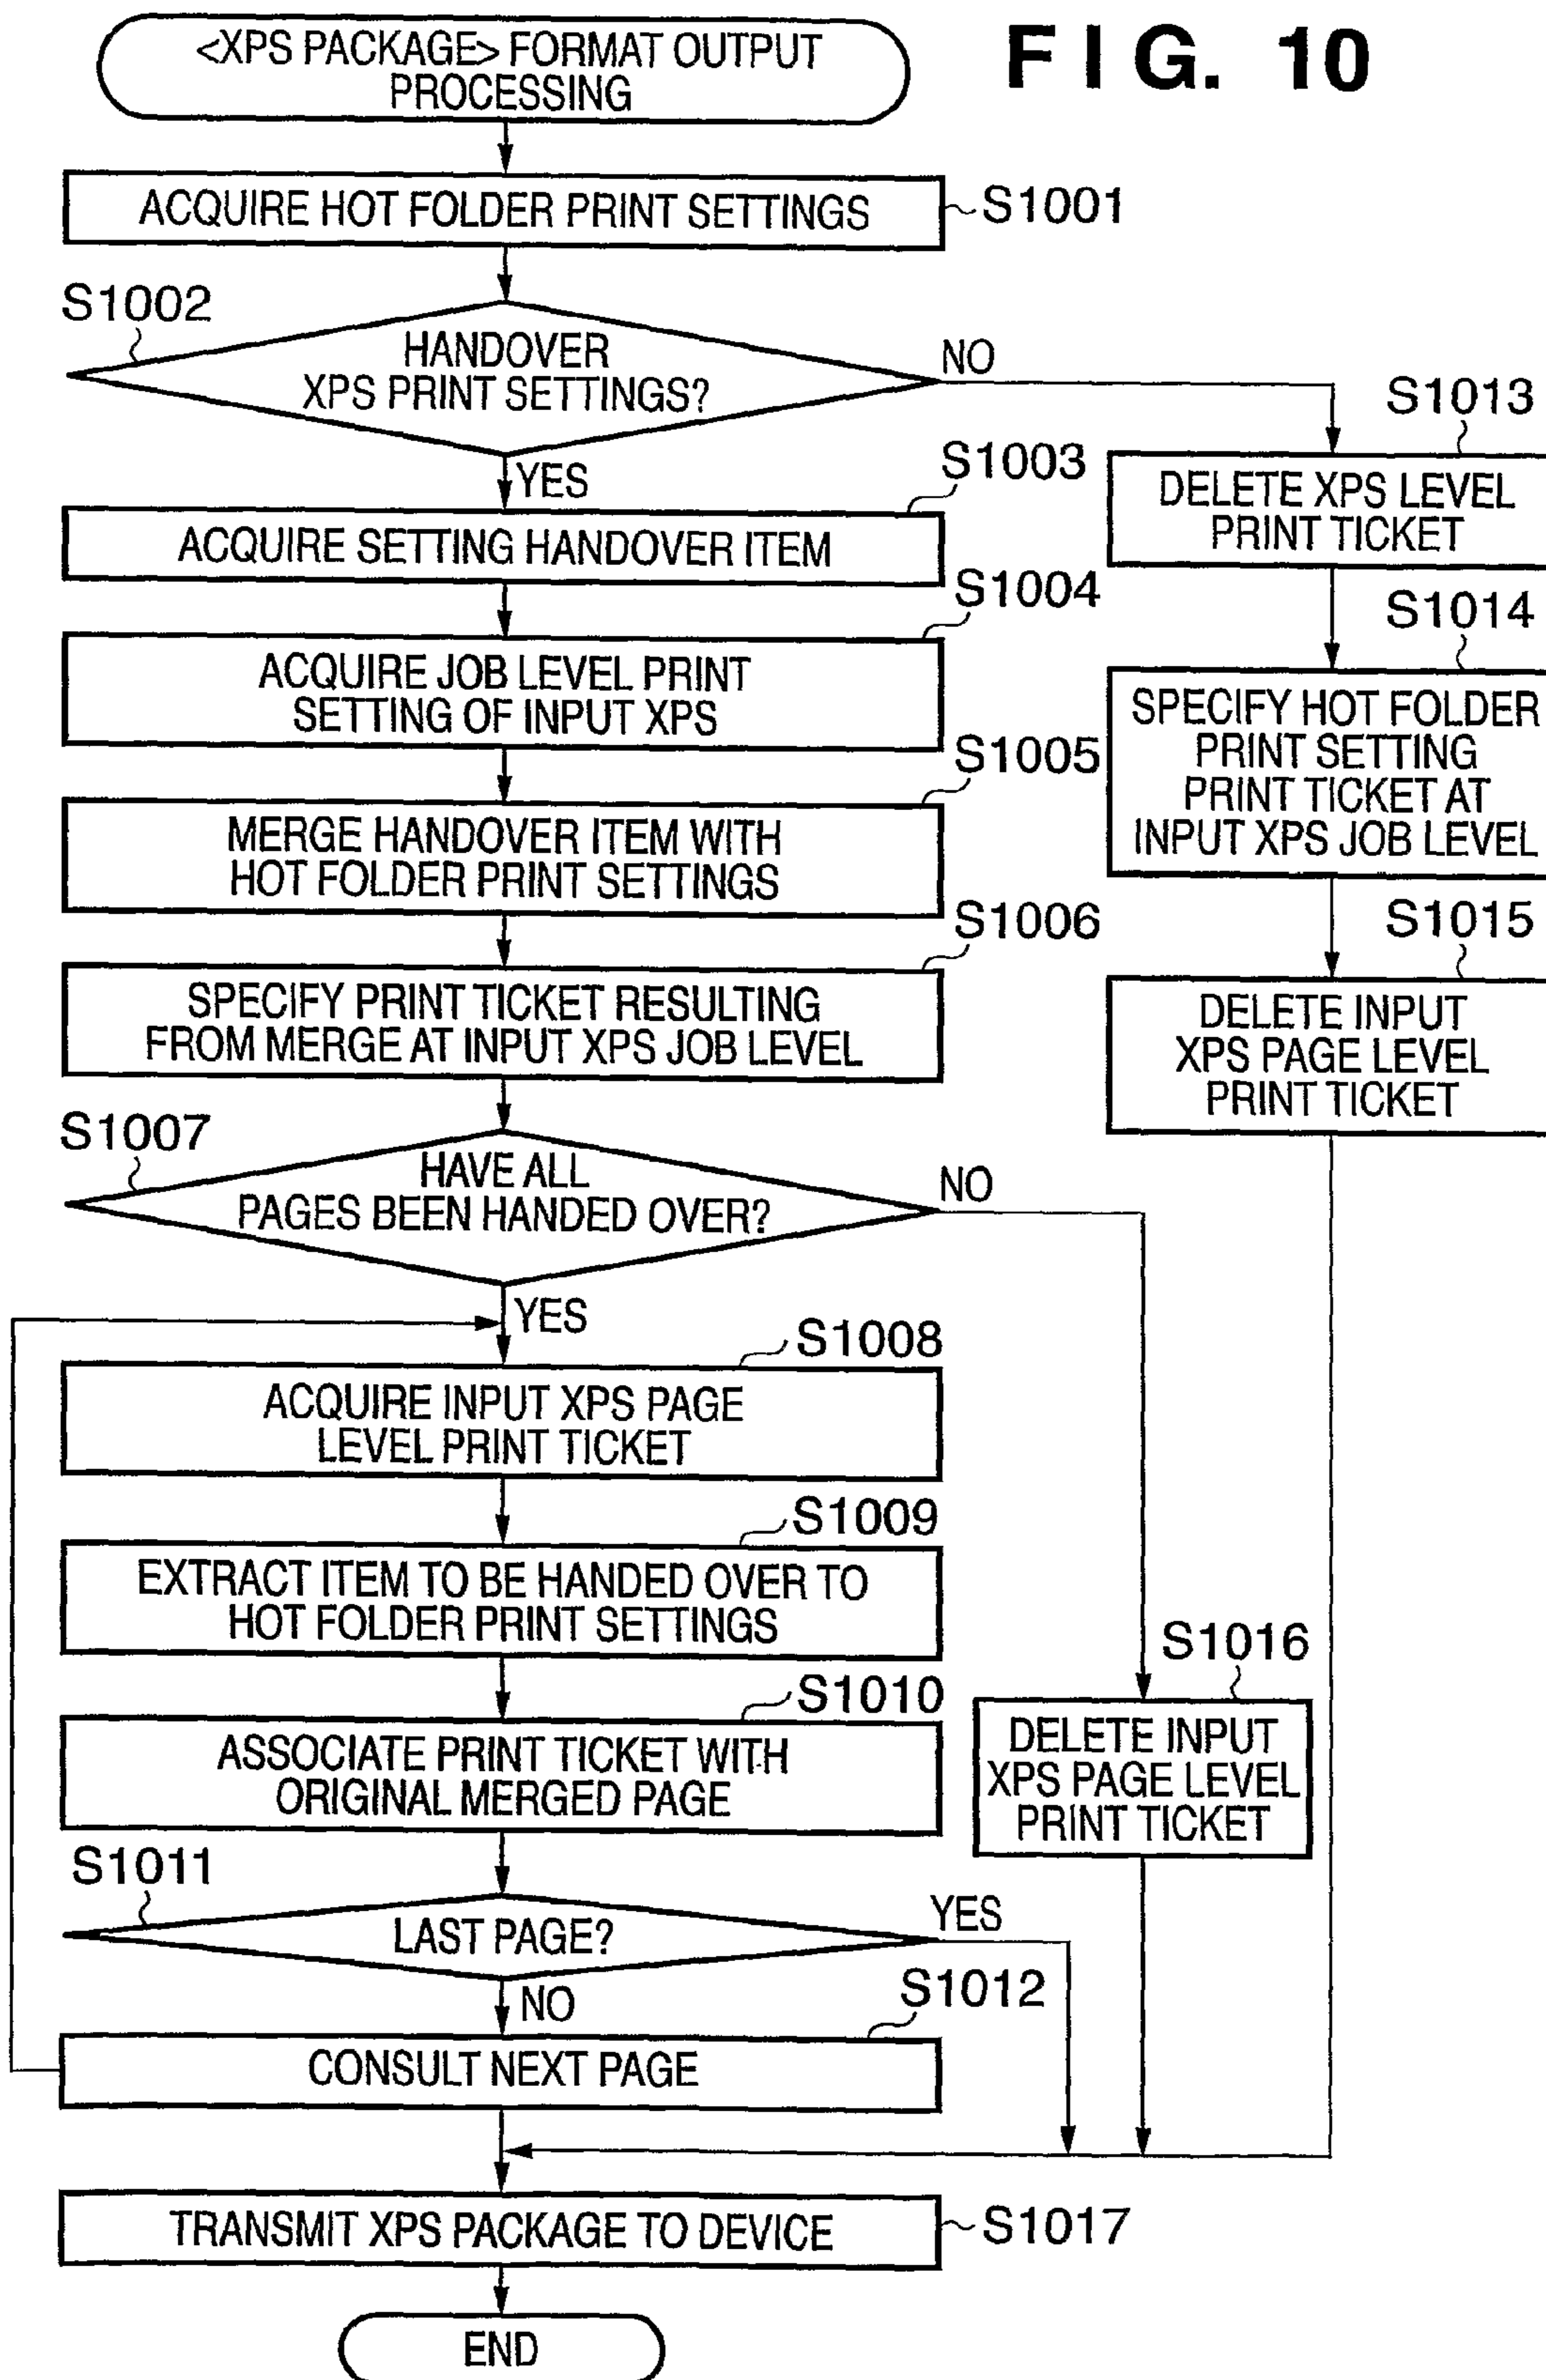 <XPS PACKAGE> FORMAT OUTPUT
PROCESSING
FIG. 10
ACQUIRE HOT FOLDER PRINT SETTINGS
S1001
S1002
HANDOVER
XPS PRINT SETTINGS?
NO
YES
S1003
ACQUIRE SETTING HANDOVER ITEM
S1004
ACQUIRE JOB LEVEL PRINT
SETTING OF INPUT XPS
S1005
MERGE HANDOVER ITEM WITH
HOT FOLDER PRINT SETTINGS
S1006
SPECIFY PRINT TICKET RESULTING
FROM MERGE AT INPUT XPS JOB LEVEL
S1007
HAVE ALL
PAGES BEEN HANDED OVER?
NO
YES
S1008
ACQUIRE INPUT XPS PAGE
LEVEL PRINT TICKET
S1009
EXTRACT ITEM TO BE HANDED OVER TO
HOT FOLDER PRINT SETTINGS
S1010
ASSOCIATE PRINT TICKET WITH
ORIGINAL MERGED PAGE
S1011
LAST PAGE?
YES
NO
S1012
CONSULT NEXT PAGE
S1013
DELETE XPS LEVEL
PRINT TICKET
S1014
SPECIFY HOT FOLDER
PRINT SETTING
PRINT TICKET AT
INPUT XPS JOB LEVEL
S1015
DELETE INPUT
XPS PAGE LEVEL
PRINT TICKET
S1016
DELETE INPUT
XPS PAGE LEVEL
PRINT TICKET
TRANSMIT XPS PACKAGE TO DEVICE
S1017
END